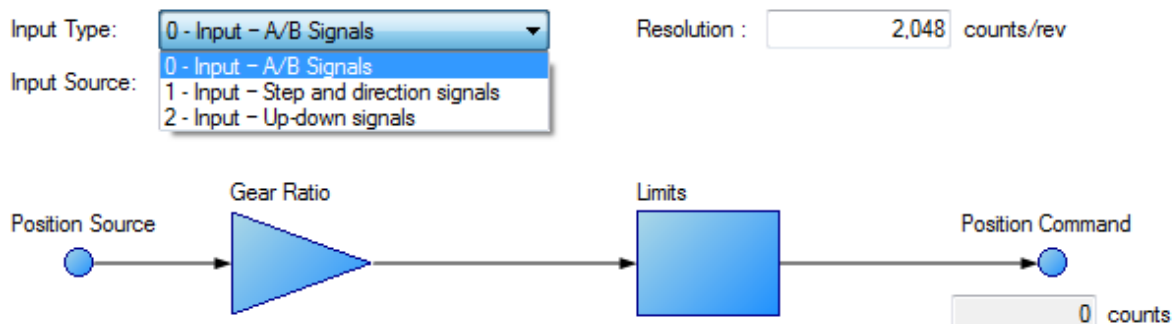 Input Type: 0 - Input – A/B Signals Resolution : 2,048 counts/rev
0 - Input – A/B Signals
Input Source: 1 - Input – Step and direction signals
2 - Input – Up-down signals
Gear Ratio Limits
Position Source Position Command
0 counts